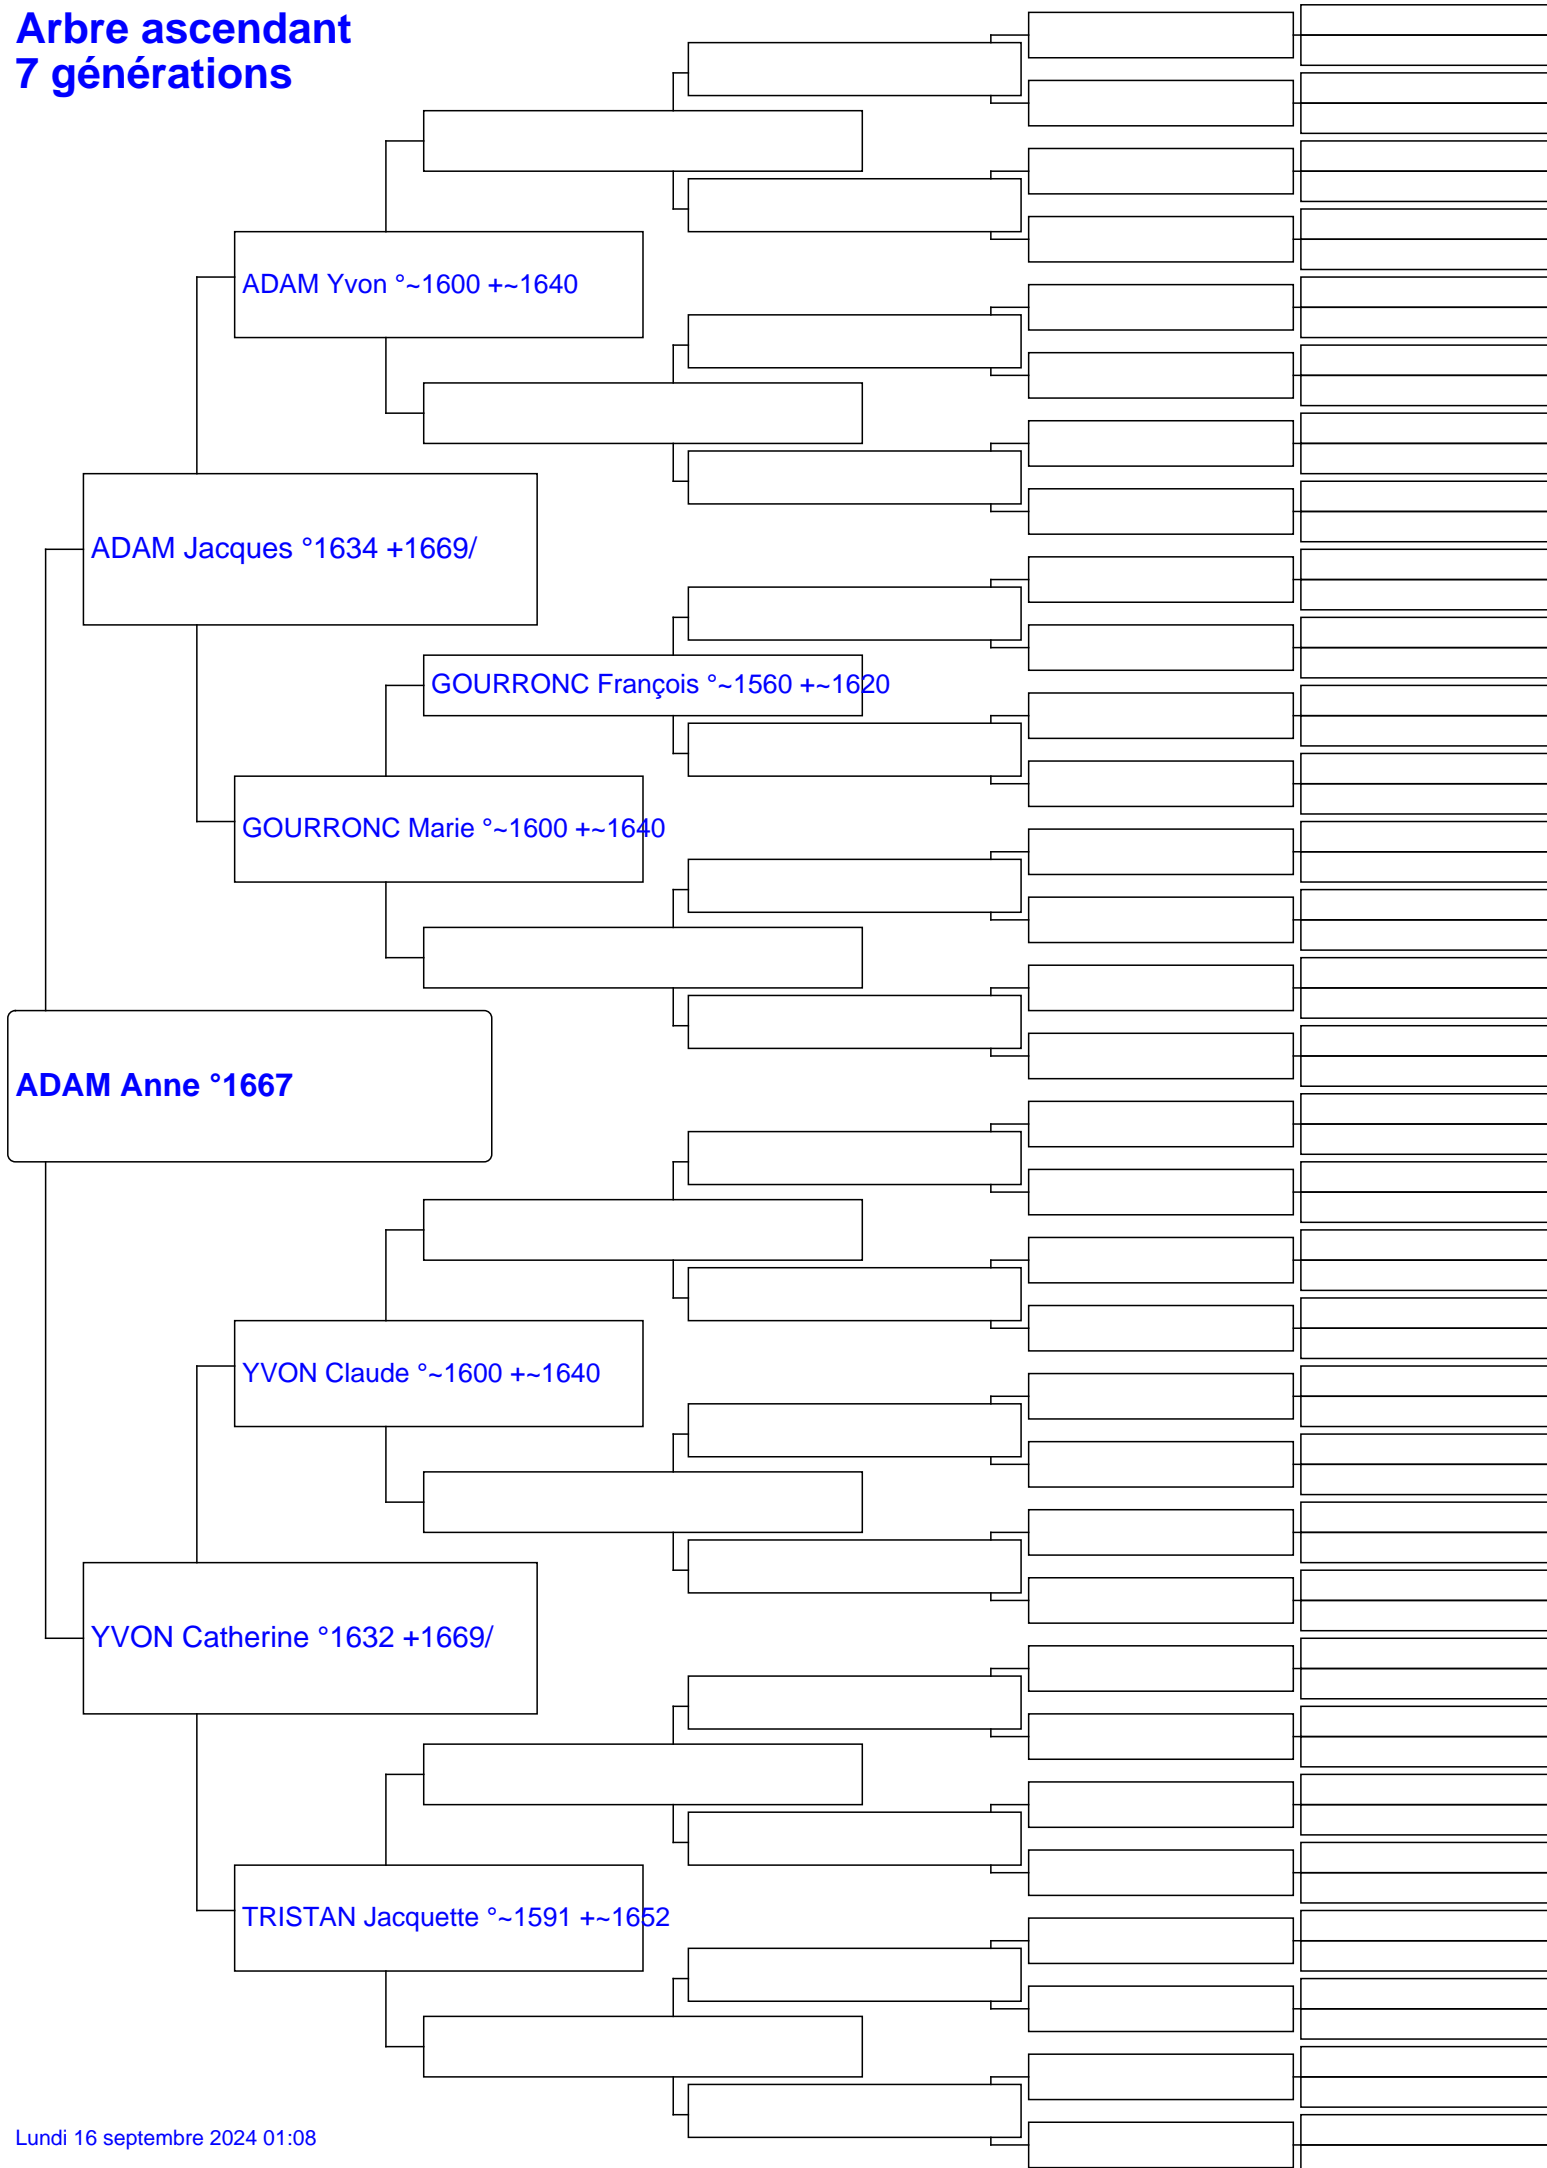 Arbre ascendant
7 générations
ADAM Yvon °~1600 +~1640
ADAM Jacques °1634 +1669/
GOURRONC François °~1560 +~1620
GOURRONC Marie °~1600 +~1640
ADAM Anne °1667
YVON Claude °~1600 +~1640
YVON Catherine °1632 +1669/
TRISTAN Jacquette °~1591 +~1652
Lundi 16 septembre 2024 01:08